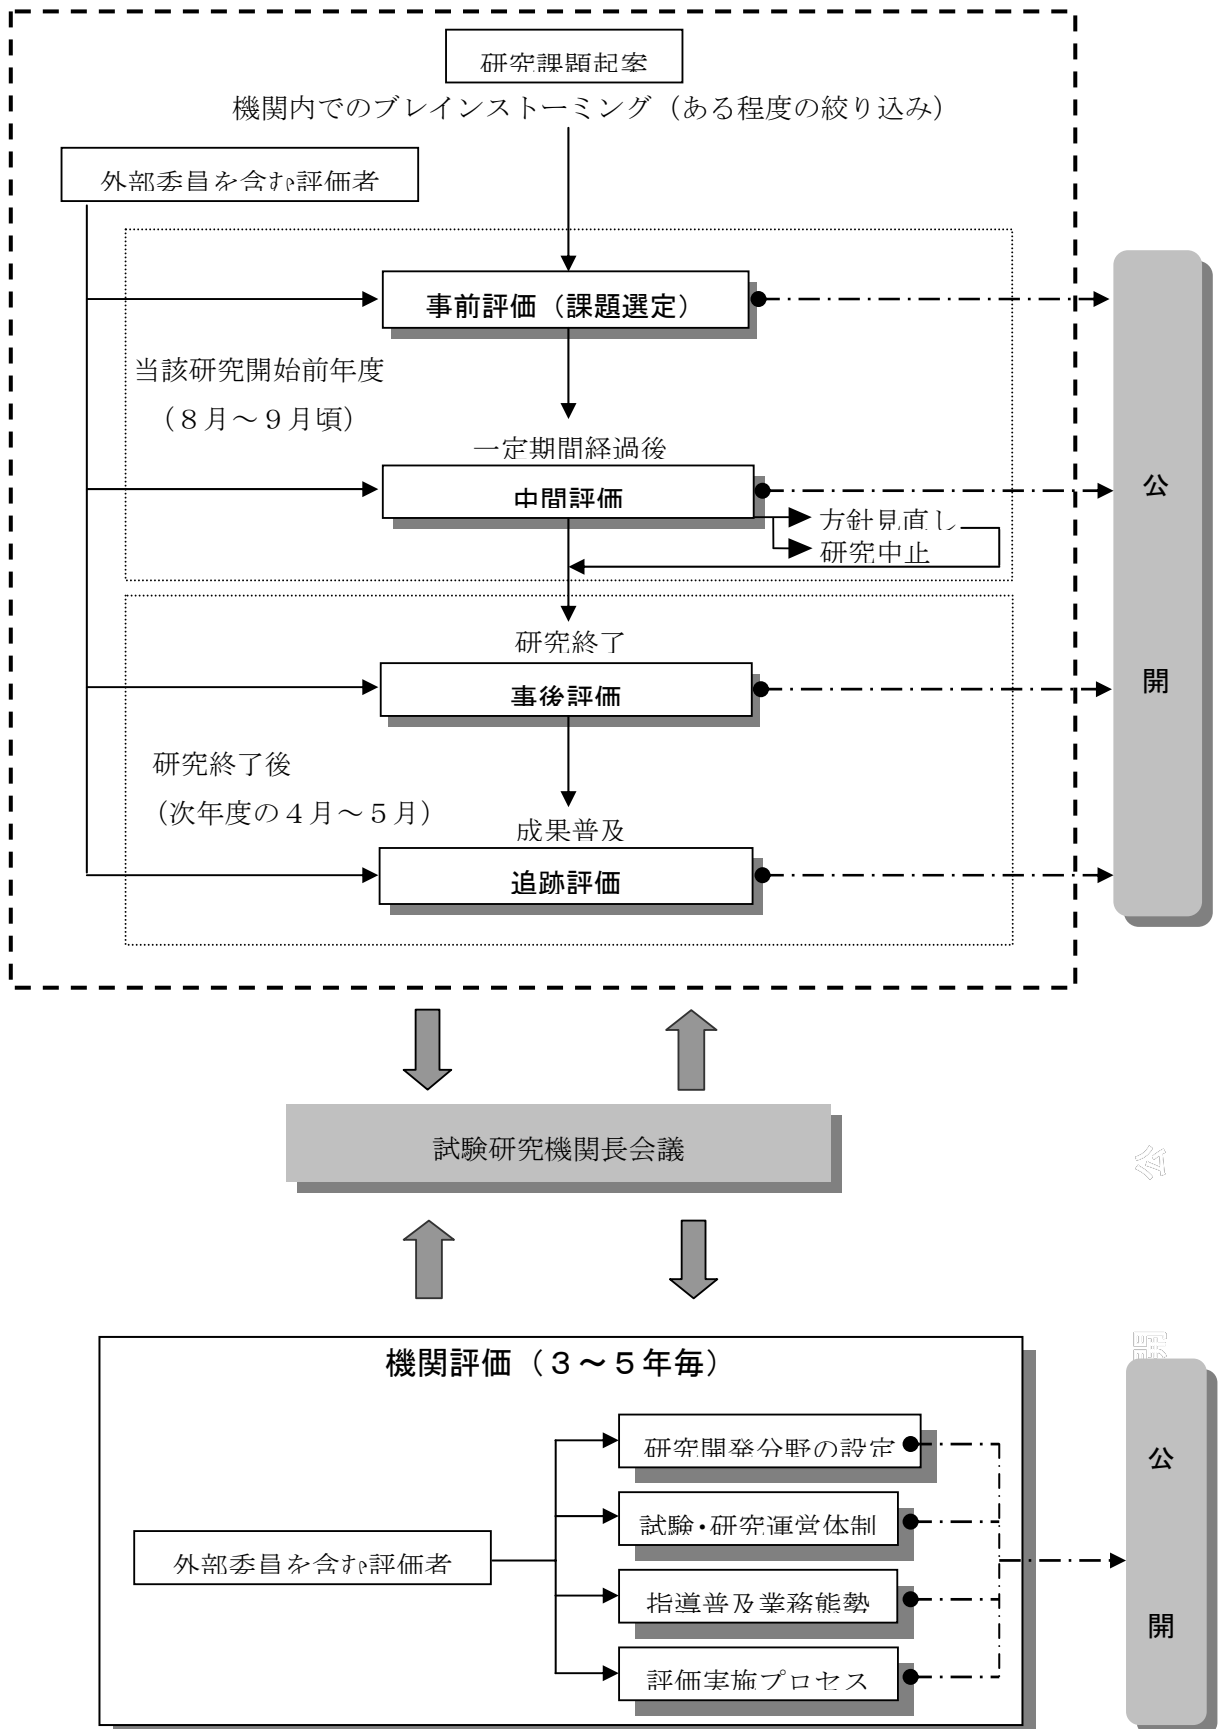 研究課題起案
機関内でのブレインストーミング（ある程度の絞り込み）
外部委員を含む評価者
事前評価（課題選定）
当該研究開始前年度
（８月～９月頃）
一定期間経過後
中間評価
方針見直し
研究中止
研究終了
事後評価
研究終了後
（次年度の４月～５月）
成果普及
追跡評価
公
開
試験研究機関長会議
公
開
機関評価（３～５年毎）
研究開発分野の設定
試験・研究運営体制
外部委員を含む評価者
指導普及業務態勢
評価実施プロセス
公
開